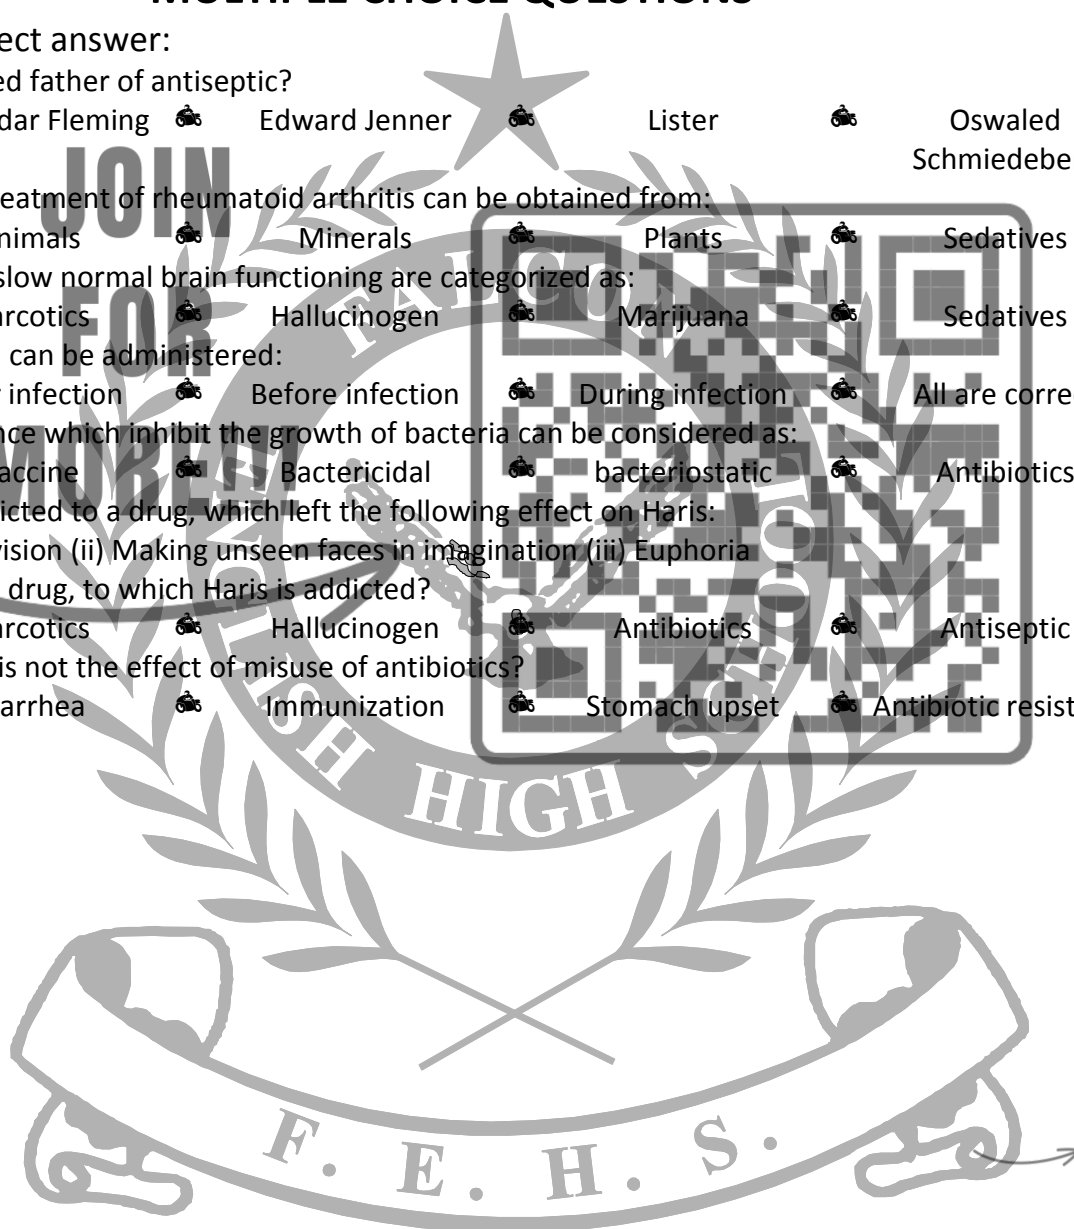 MULTIPLE CHOICE QUESTIONS
ect answer:
ed father of antiseptic?
dar Fleming Edward Jenner Lister Oswaled
Schmiedebe
eatment of rheumatoid arthritis can be obtained from:
nimals Minerals Plants Sedatives
slow normal brain functioning are categorized as:
arcotics Hallucinogen Marijuana Sedatives
can be administered:
r infection Before infection During infection All are corre
nce which inhibit the growth of bacteria can be considered as:
accine Bactericidal bacteriostatic Antibiotics
icted to a drug, which left the following effect on Haris:
vision (ii) Making unseen faces in imagination (iii) Euphoria
drug, to which Haris is addicted?
arcotics Hallucinogen Antibiotics Antiseptic
is not the effect of misuse of antibiotics?
arrhea Immunization Stomach upset Antibiotic resist
JOIN
FOR
MORE
FALCON
ISH HIGH SCHOOL
F. E. H. S.